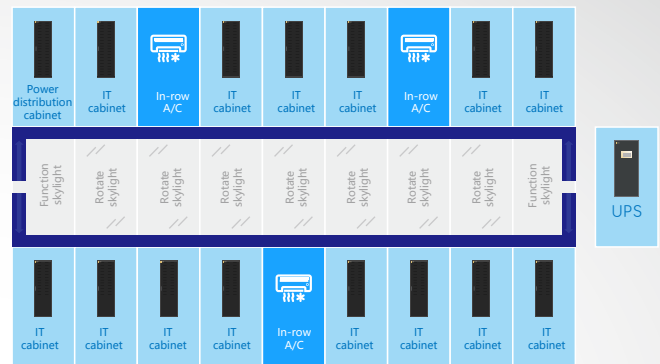 Power
distribution
cabinet
IT
cabinet
In-row
A/C
IT
cabinet
IT
cabinet
IT
cabinet
In-row
A/C
IT
cabinet
IT
cabinet
Function
skylight
Rotate
skylight
Rotate
skylight
Rotate
skylight
Rotate
skylight
Rotate
skylight
Rotate
skylight
Rotate
skylight
Function
skylight
UPS
IT
cabinet
IT
cabinet
IT
cabinet
IT
cabinet
In-row
A/C
IT
cabinet
IT
cabinet
IT
cabinet
IT
cabinet